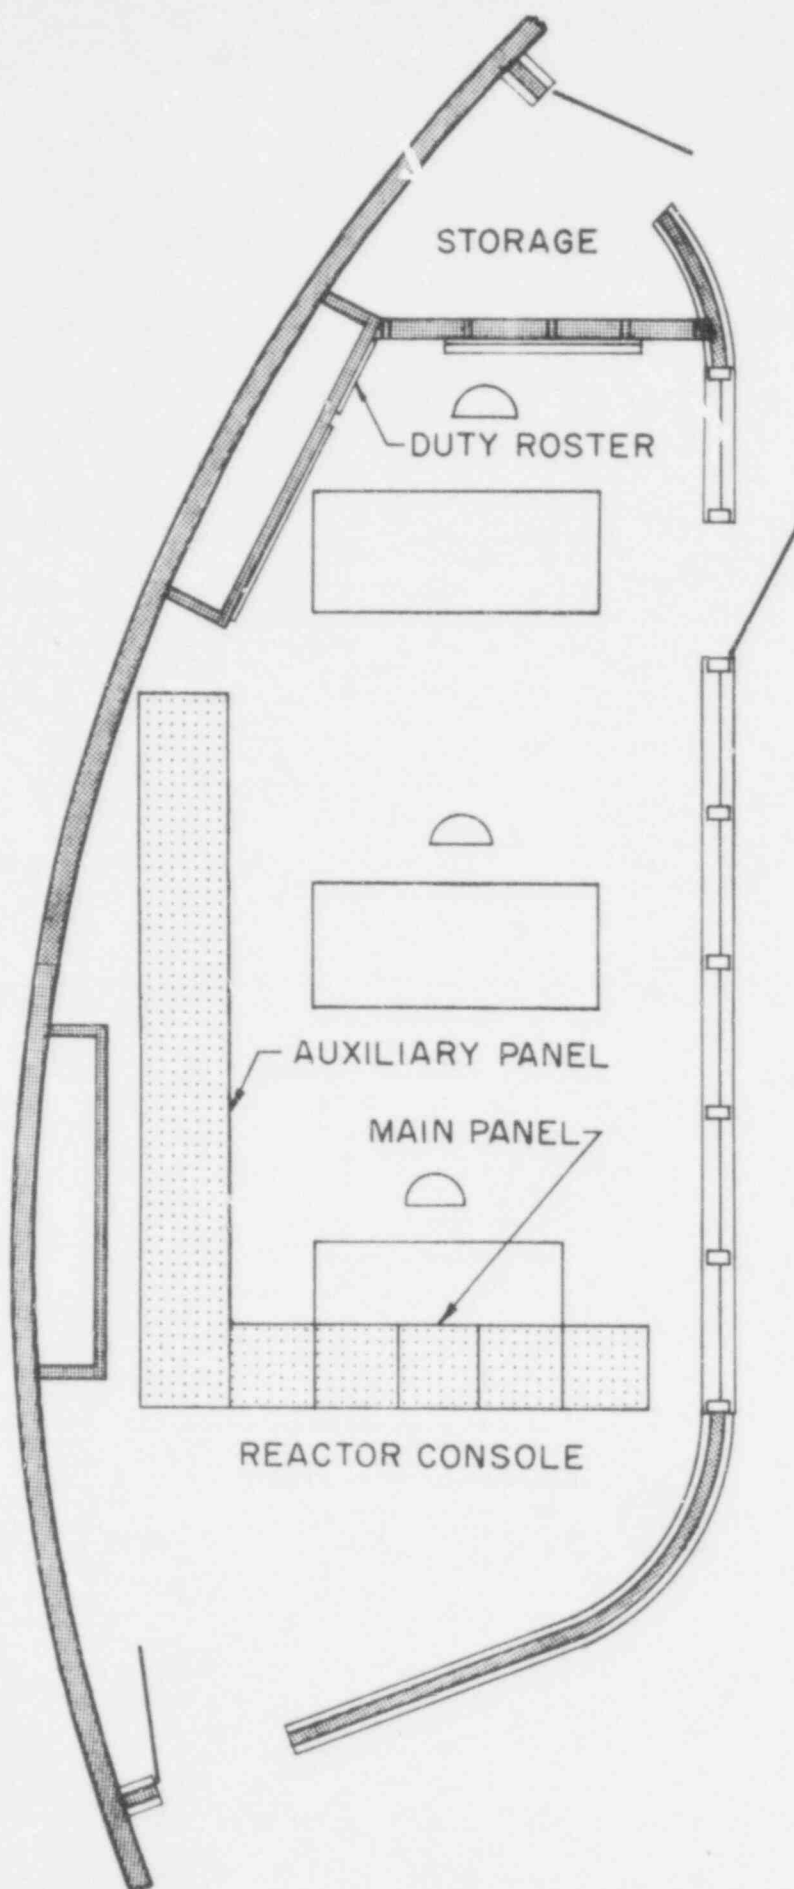 STORAGE
DUTY ROSTER
AUXILIARY PANEL
MAIN PANEL
REACTOR CONSOLE